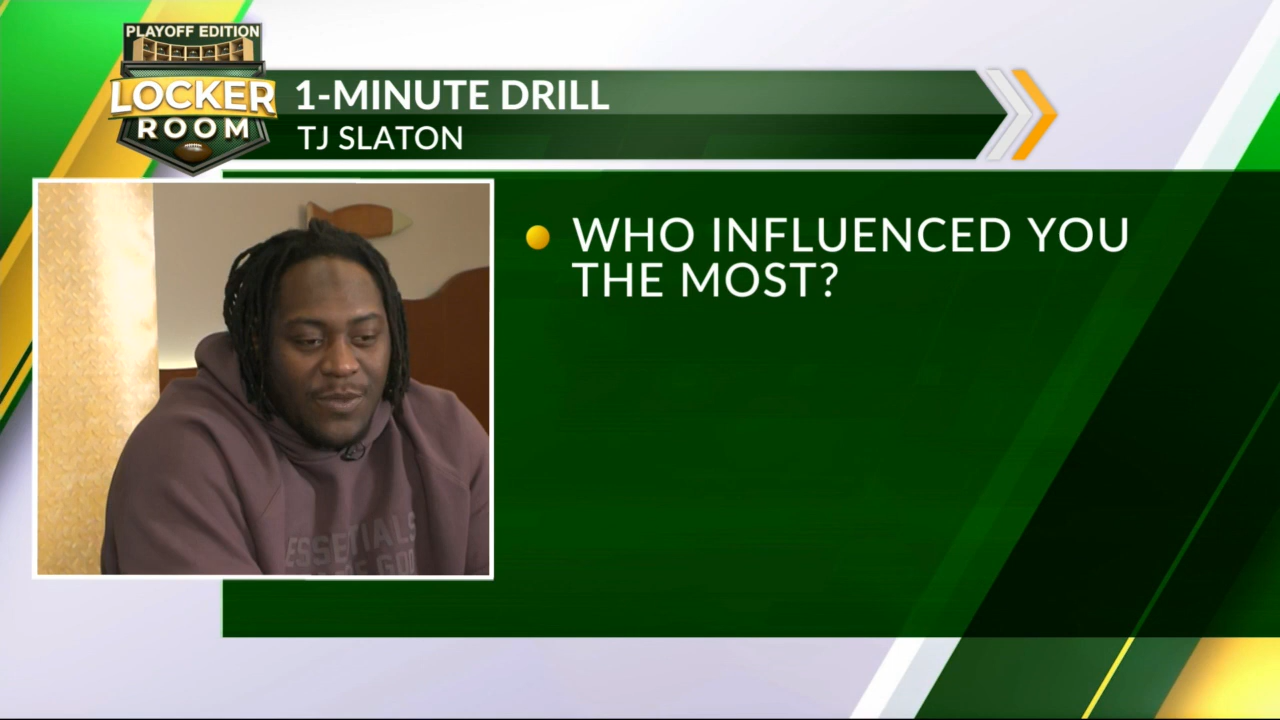 PLAYOFF EDITION
LOCKER
ROOM
1-MINUTE DRILL
TJ SLATON
WHO INFLUENCED YOU
THE MOST?
ESSENTIALS